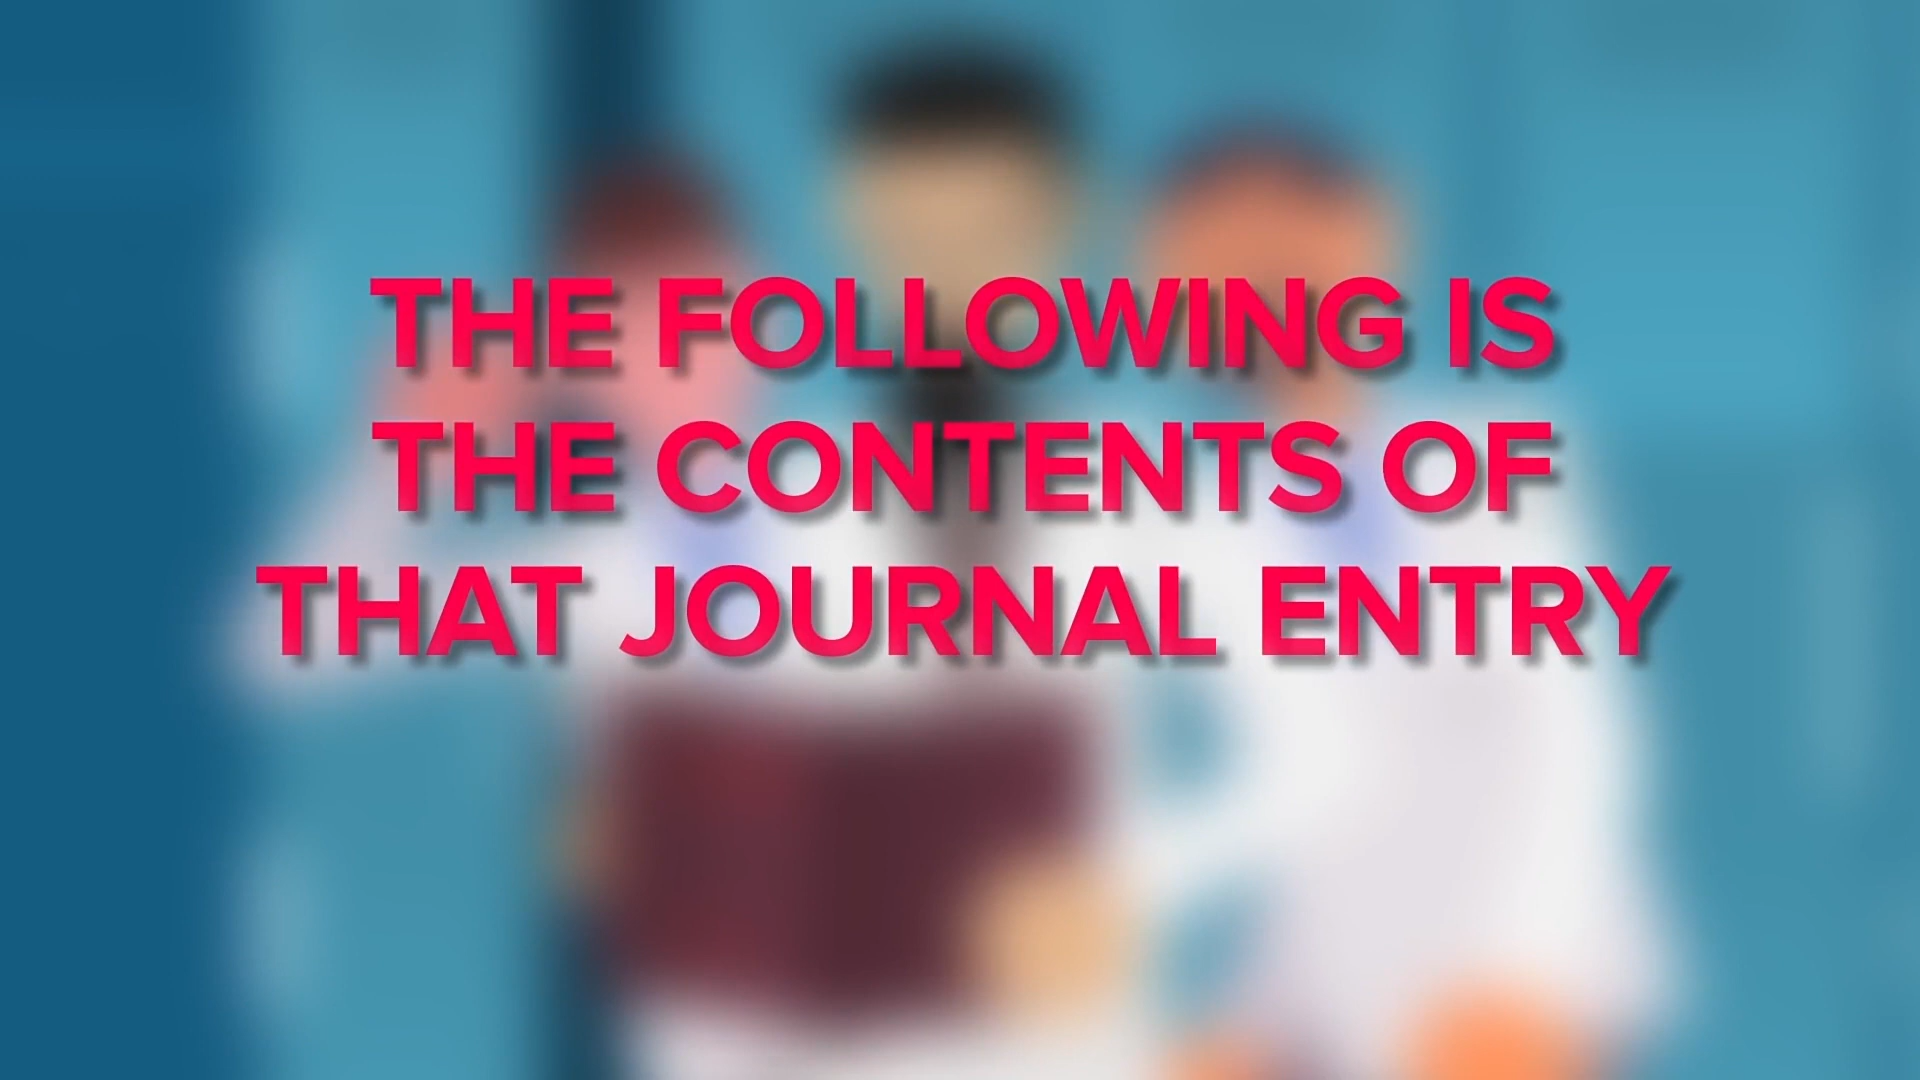 THE FOLLOWING IS
THE CONTENTS OF
THAT JOURNAL ENTRY